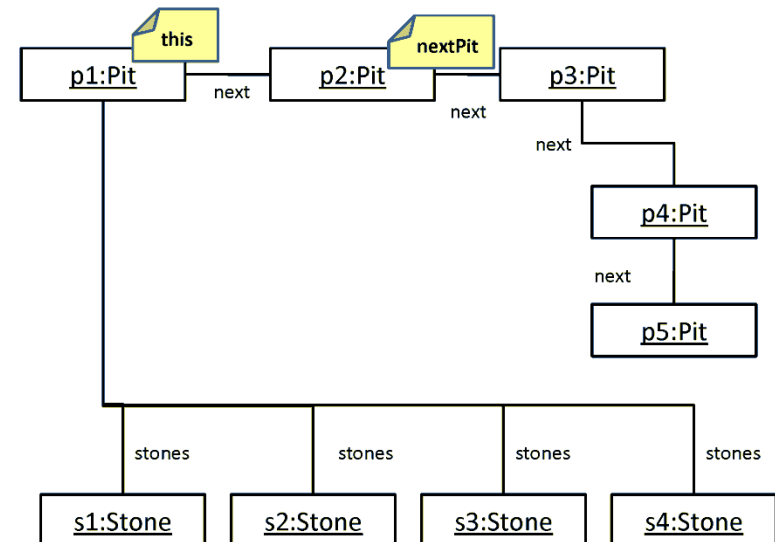 this
nextPit
p1:Pit
p2:Pit
p3:Pit
next
next
next
p4:Pit
next
p5:Pit
stones
stones
stones
stones
s1:Stone
s2:Stone
s3:Stone
s4:Stone